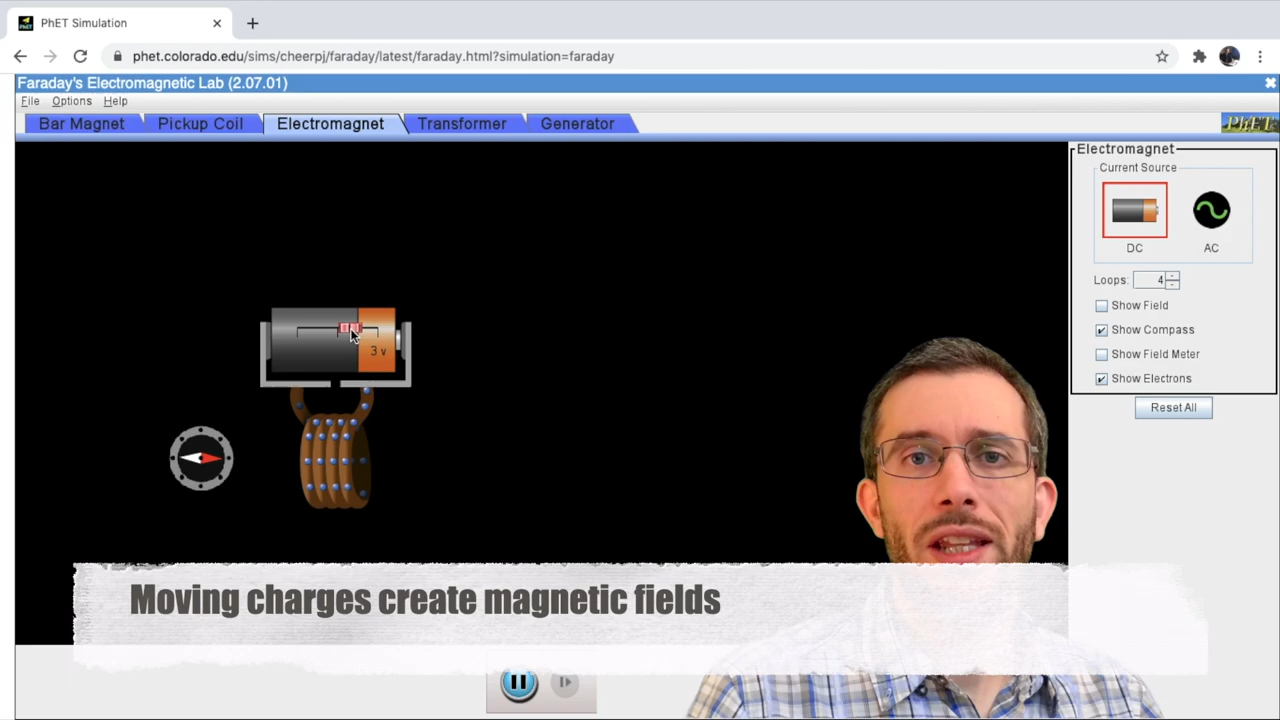 PhET Simulation
phet.colorado.edu/sims/cheerpj/faraday/latest/faraday.html?simulation=faraday
Faraday's Electromagnetic Lab (2.07.01)
File Options Help
Bar Magnet Pickup Coil Electromagnet Transformer Generator
PhET
Electromagnet
Current Source
DC AC
Loops: 4
Show Field
Show Compass
Show Field Meter
Show Electrons
Reset All
3 v
Moving charges create magnetic fields